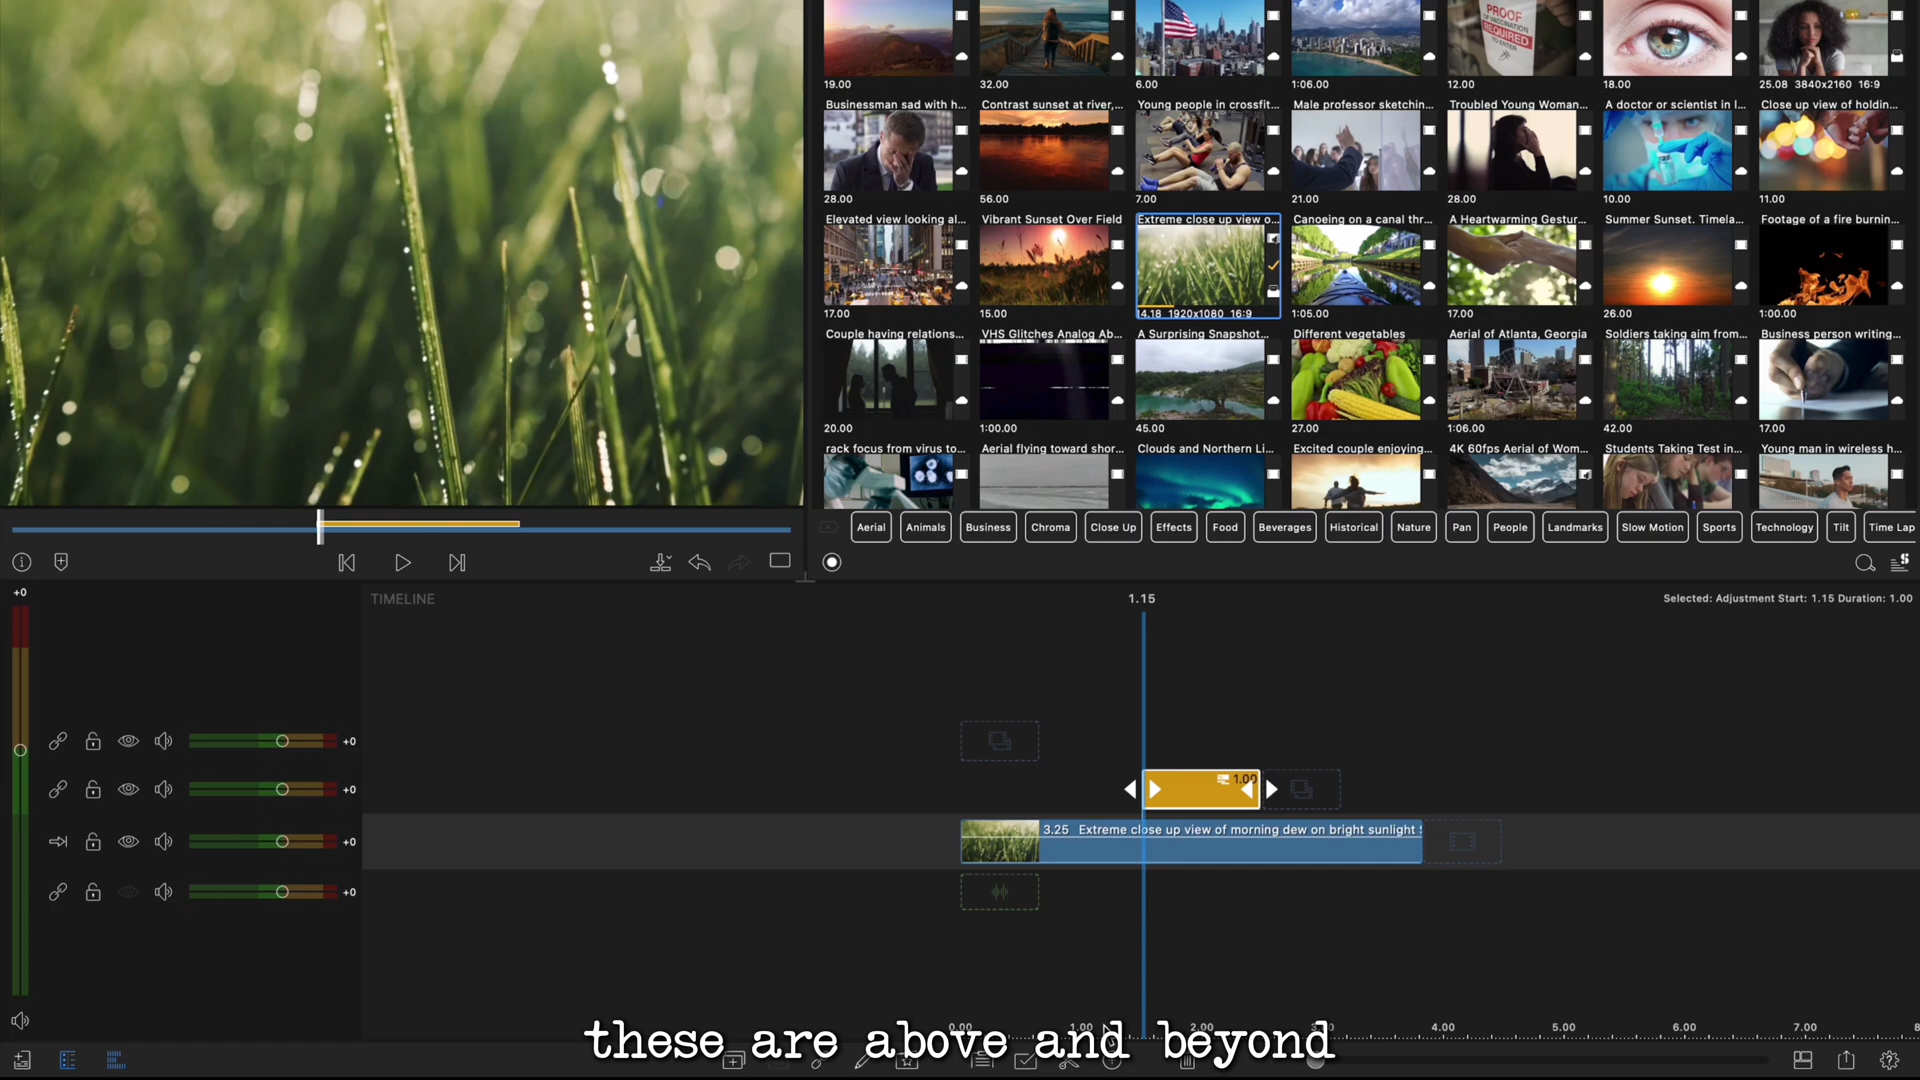 PROOF
OF VACCINATION
REQUIRED
TO ENTER
19.00
32.00
6.00
1:06.00
12.00
18.00
25.08 3840x2160 16:9
Businessman sad with h...
Contrast sunset at river,...
Young people in crossfit...
Male professor sketchin...
Troubled Young Woman...
A doctor or scientist in l...
Close up view of holdin...
28.00
56.00
7.00
21.00
28.00
10.00
11.00
Elevated view looking al...
Vibrant Sunset Over Field
Extreme close up view o...
Canoeing on a canal thr...
A Heartwarming Gestur...
Summer Sunset. Timela...
Footage of a fire burnin...
17.00
15.00
14.18 1920x1080 16:9
1:05.00
17.00
26.00
1:00.00
Couple having relations...
VHS Glitches Analog Ab...
A Surprising Snapshot...
Different vegetables
Aerial of Atlanta, Georgia
Soldiers taking aim from...
Business person writing...
20.00
1:00.00
45.00
27.00
1:06.00
42.00
17.00
rack focus from virus to...
Aerial flying toward shor...
Clouds and Northern Li...
Excited couple enjoying...
4K 60fps Aerial of Wom...
Students Taking Test in...
Young man in wireless h...
Aerial
Animals
Business
Chroma
Close Up
Effects
Food
Beverages
Historical
Nature
Pan
People
Landmarks
Slow Motion
Sports
Technology
Tilt
Time Lap
+0
TIMELINE
1.15
Selected: Adjustment Start: 1.15 Duration: 1.00
+0
+0
1.00
+0
3.25 Extreme close up view of morning dew on bright sunlight
+0
0.00
1.00
2.00
3.00
4.00
5.00
6.00
7.00
8
these are above and beyond